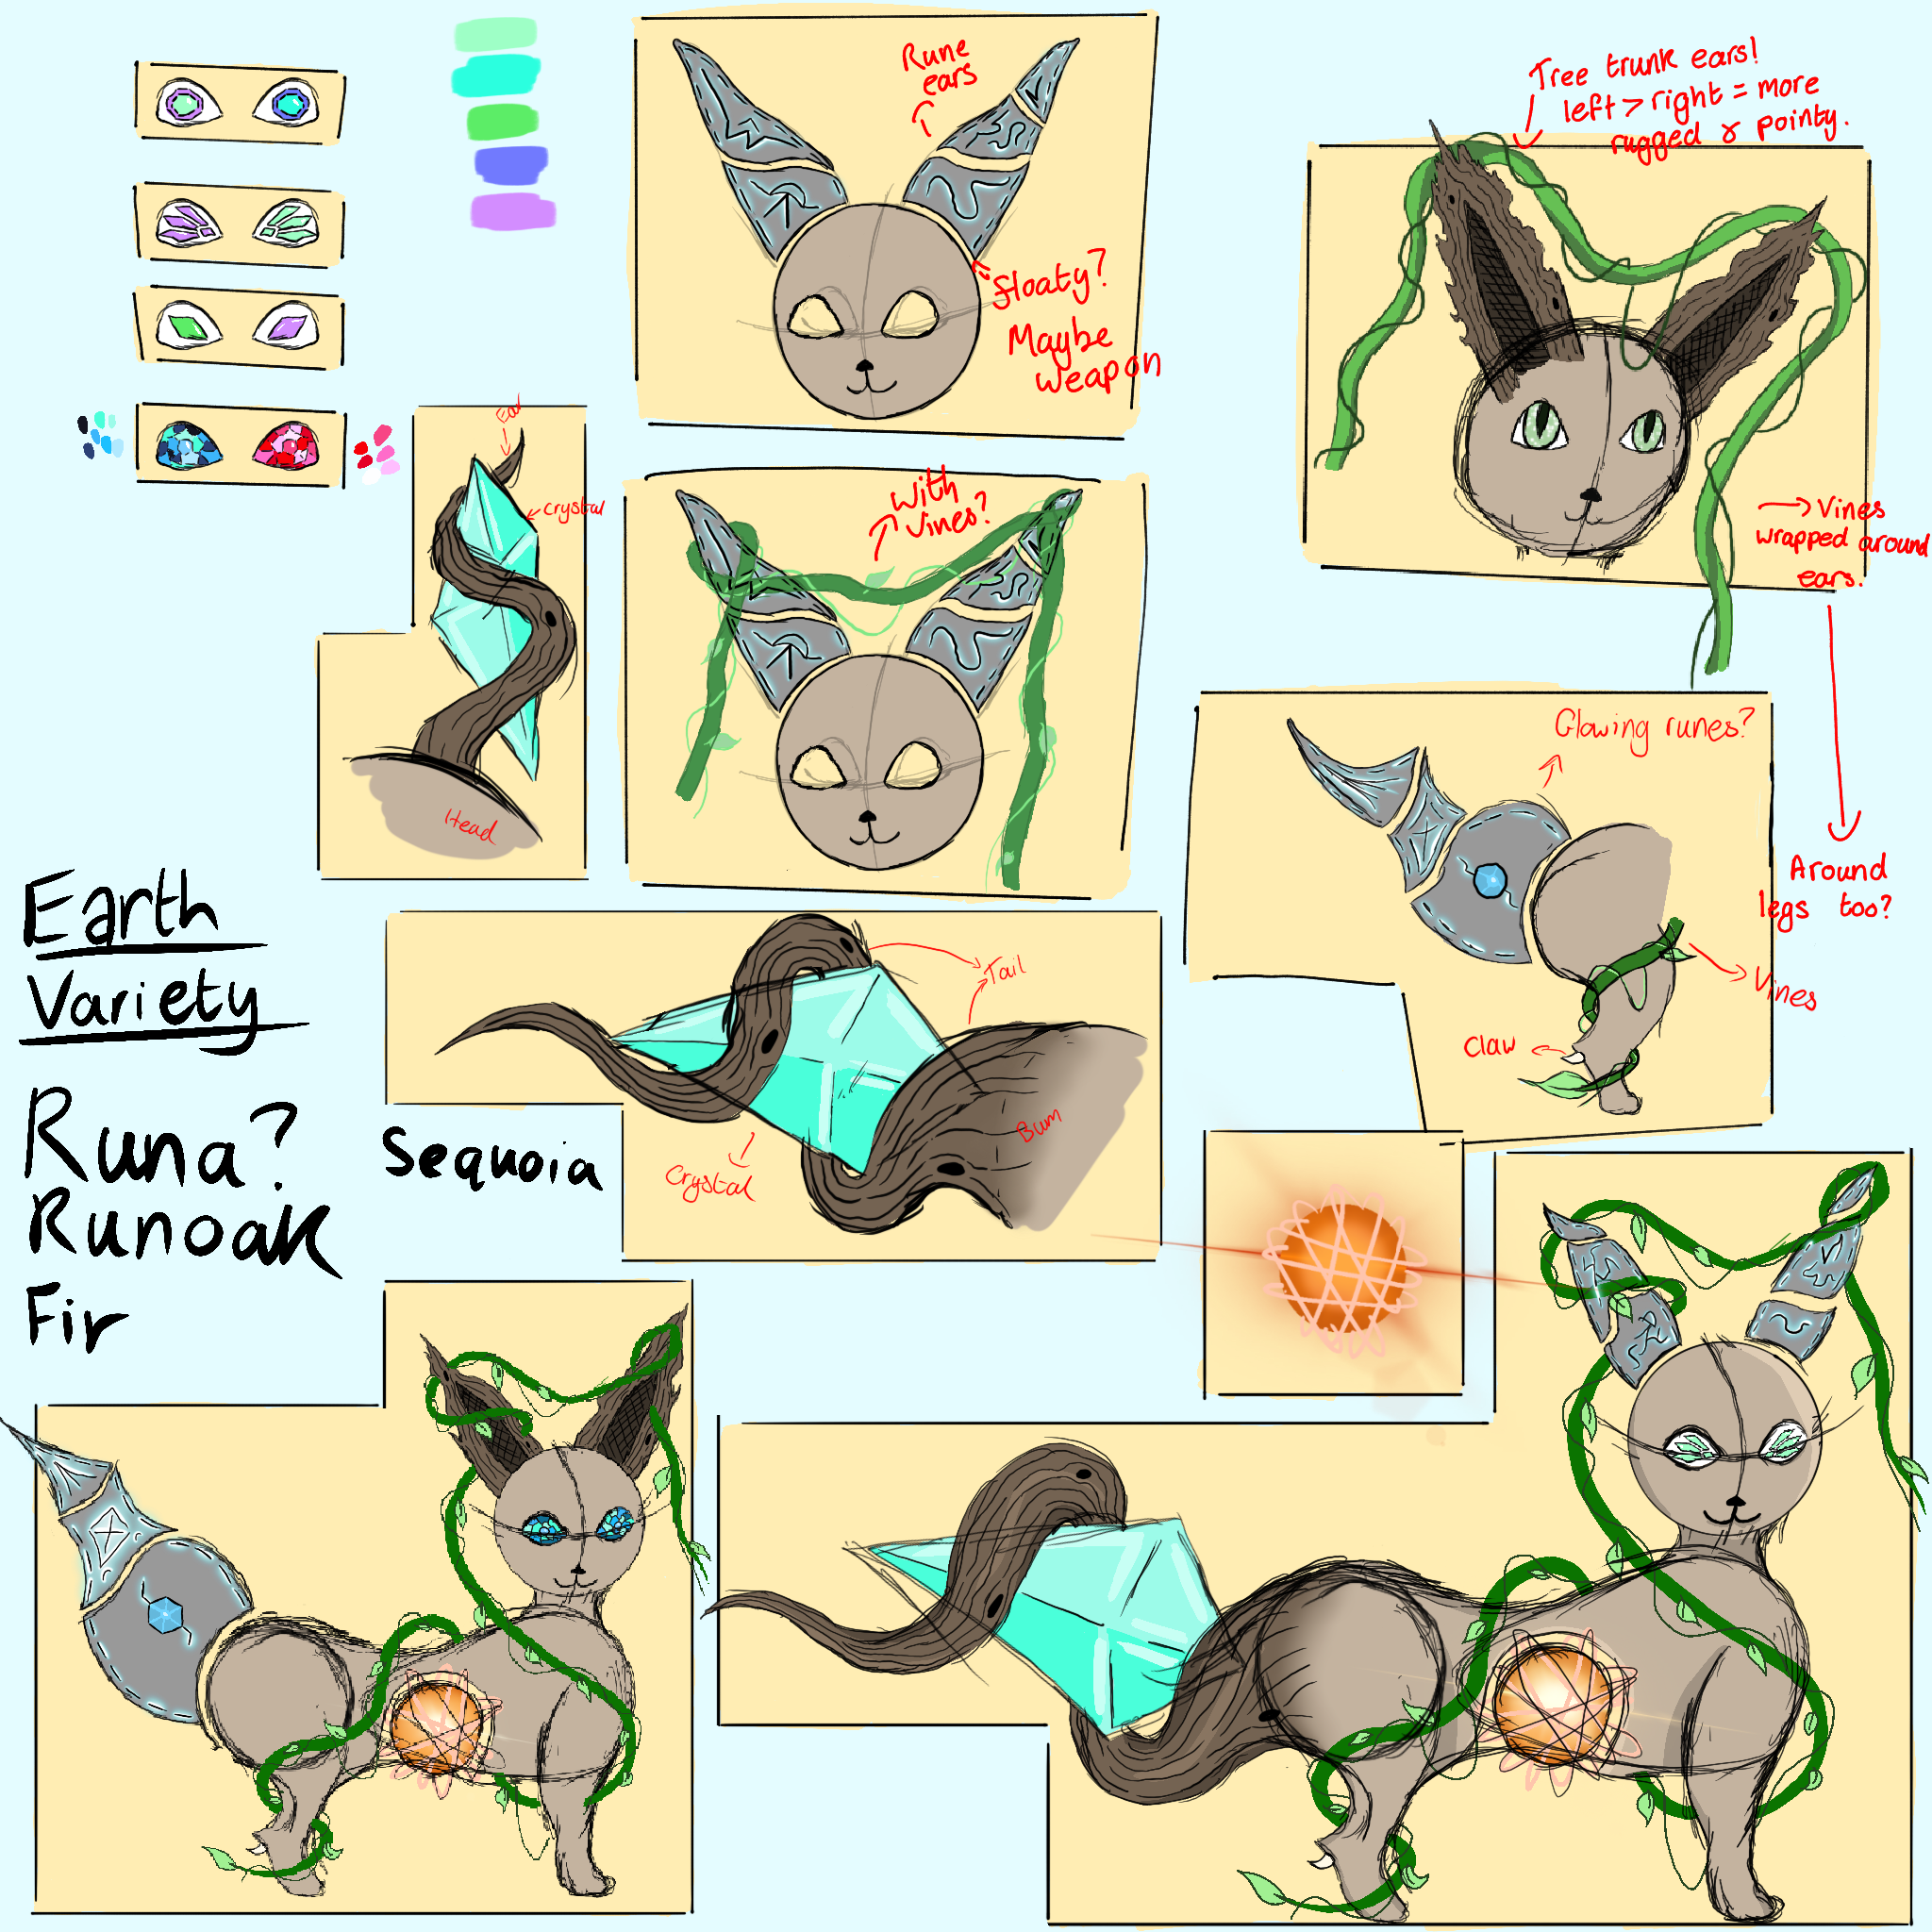 Rune
ears
floaty?
Maybe
weapon
Tree trunk ears!
left > right = more
rugged & pointy.
Vines
wrapped around
ears.
Around
legs too?
Ear
crystal
Head
With
Vines?
Glowing runes?
Vines
Claw
Tail
Bum
Crystal
Earth
Variety
Runa?
Runoak
Fir
Sequoia